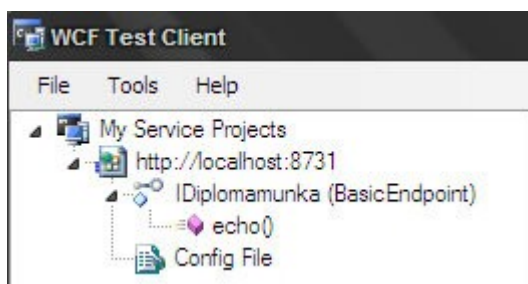 WCF Test Client
File Tools Help
My Service Projects
http://localhost:8731
IDiplomamunka (BasicEndpoint)
echo()
Config File